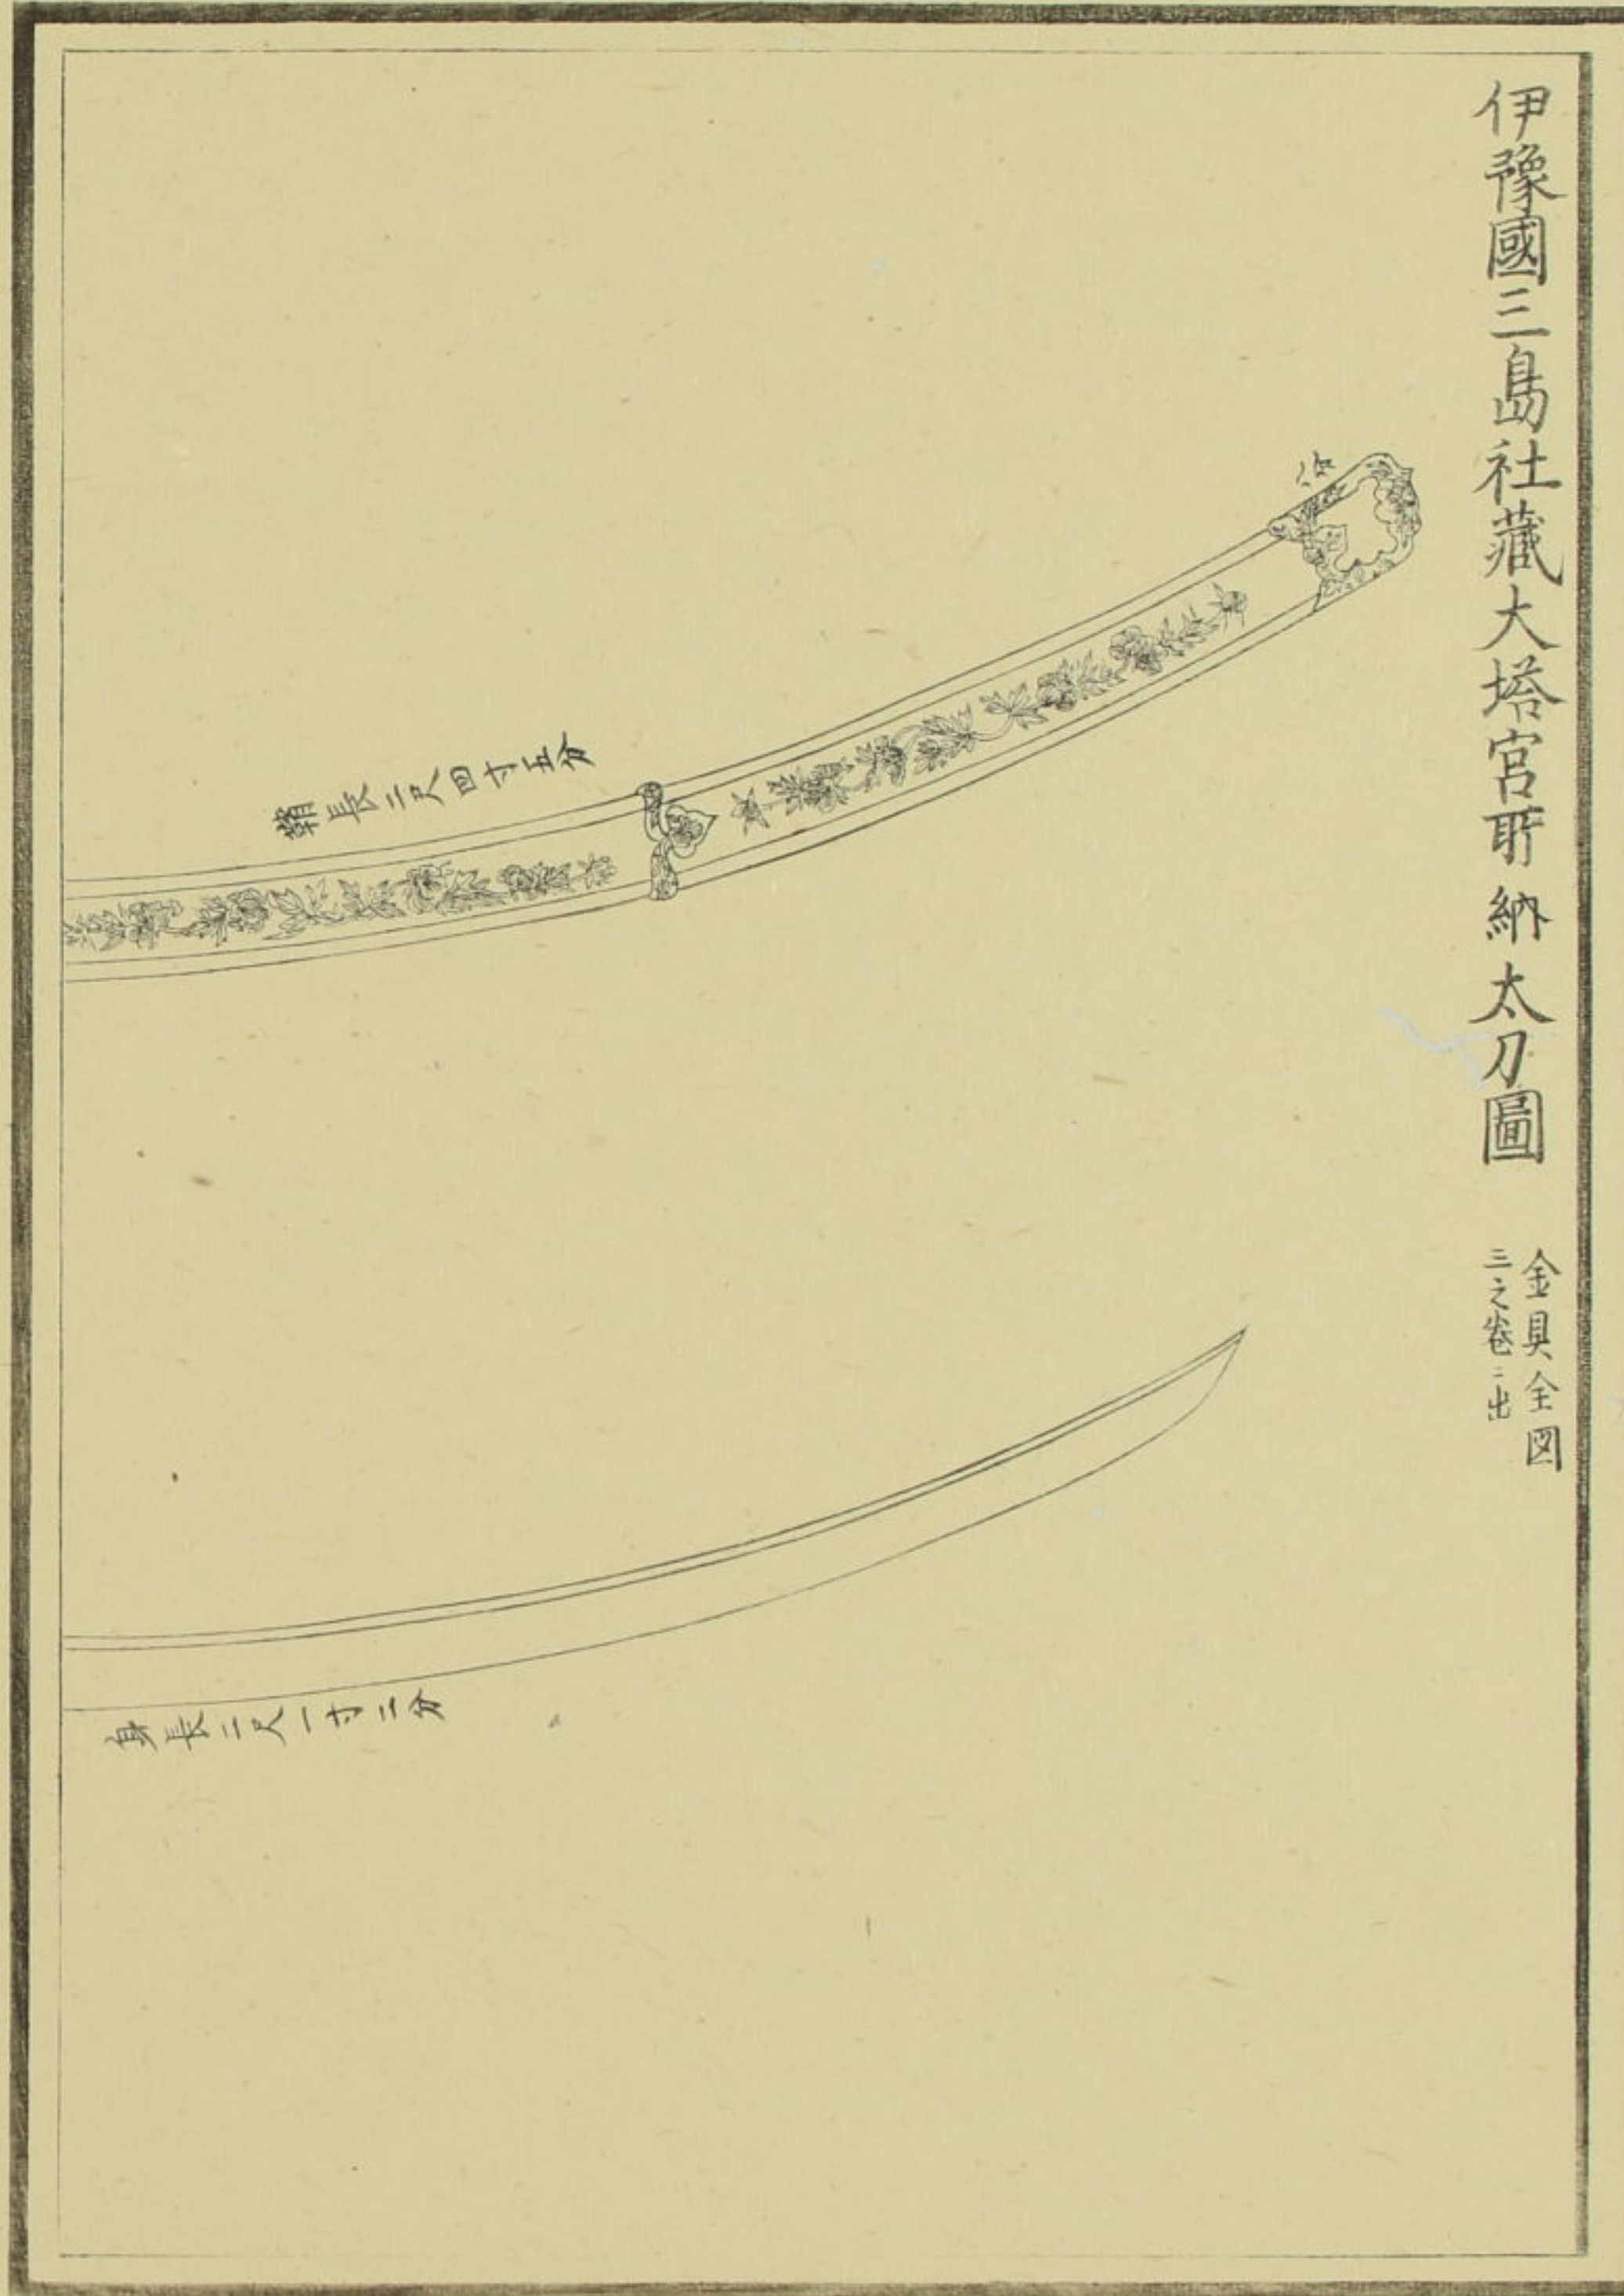 伊豫國三島社藏大塔宮所納太刀圖
金具全図
三之卷ニ出
鞘長二尺四寸五分
身長二尺一寸二分